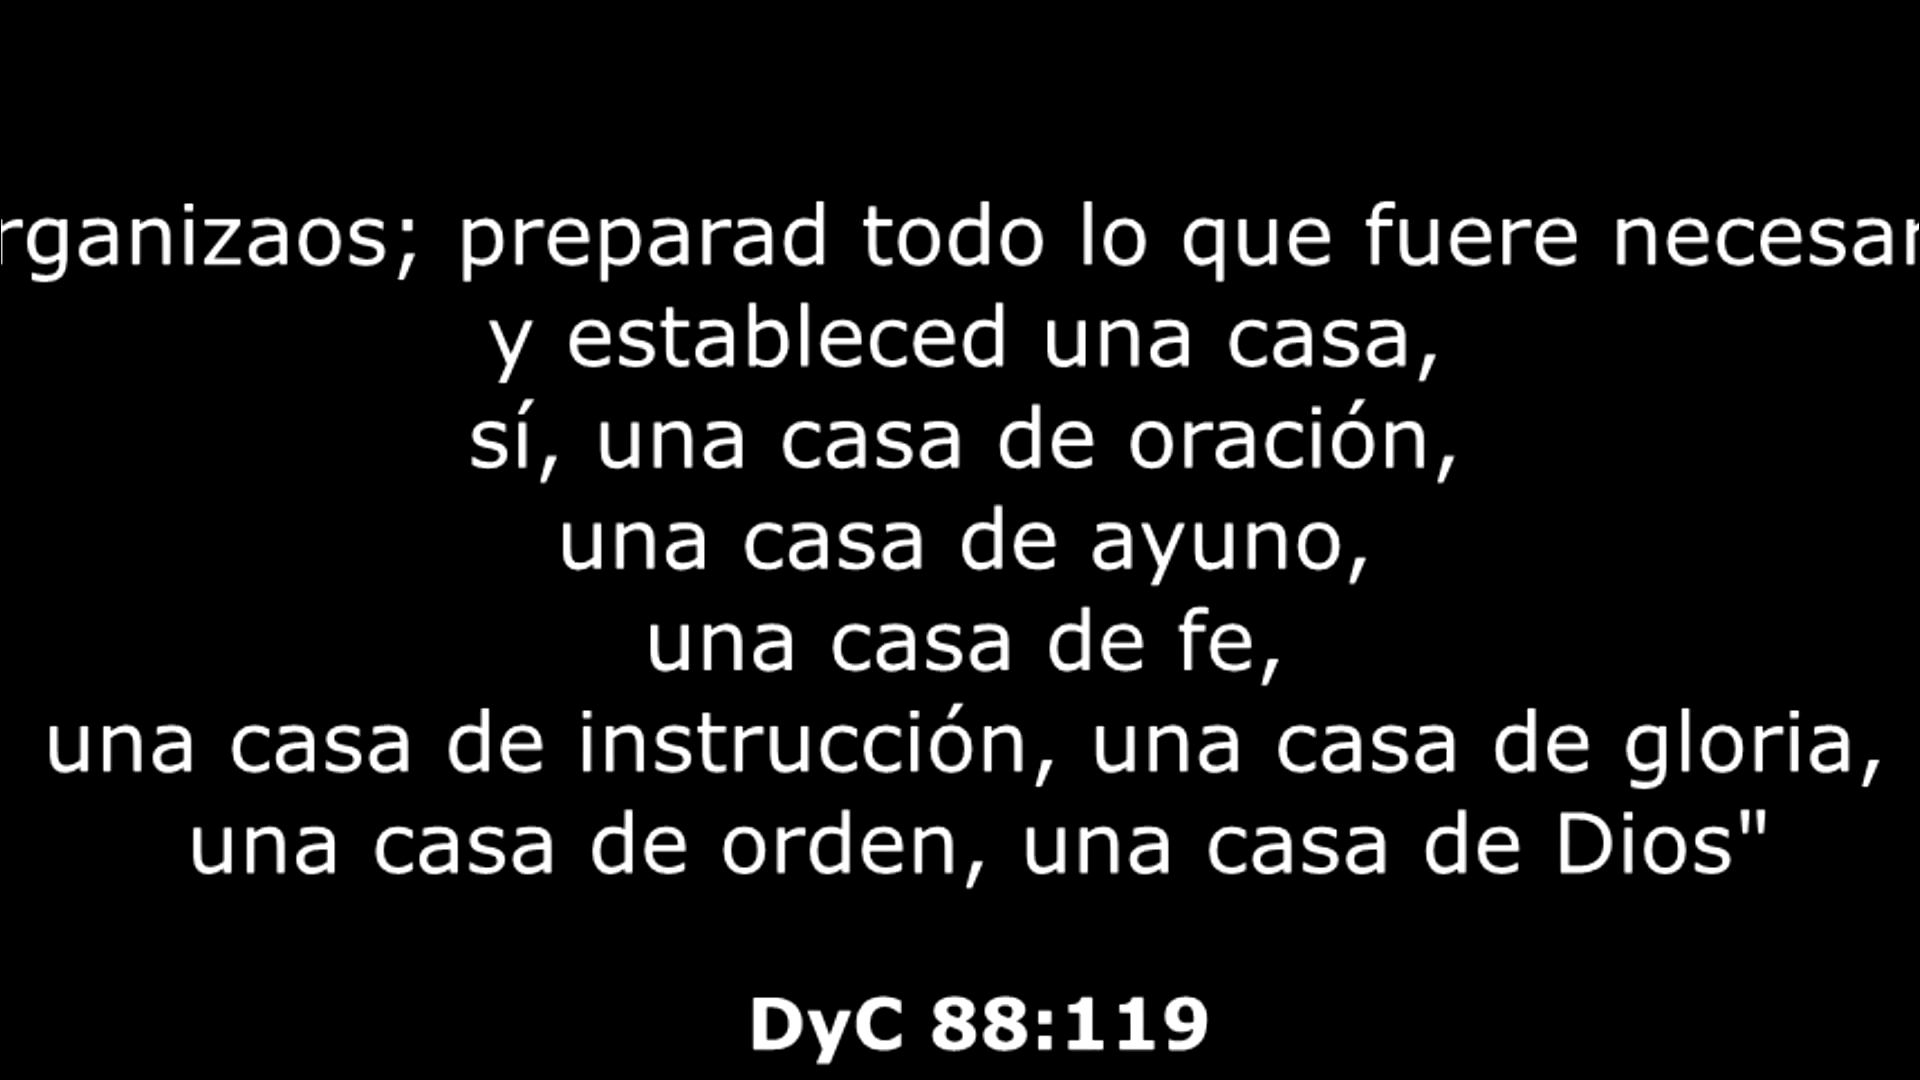 rganizaos; preparad todo lo que fuere necesar
y estableced una casa,
sí, una casa de oración,
una casa de ayuno,
una casa de fe,
una casa de instrucción, una casa de gloria,
una casa de orden, una casa de Dios"
DyC 88:119